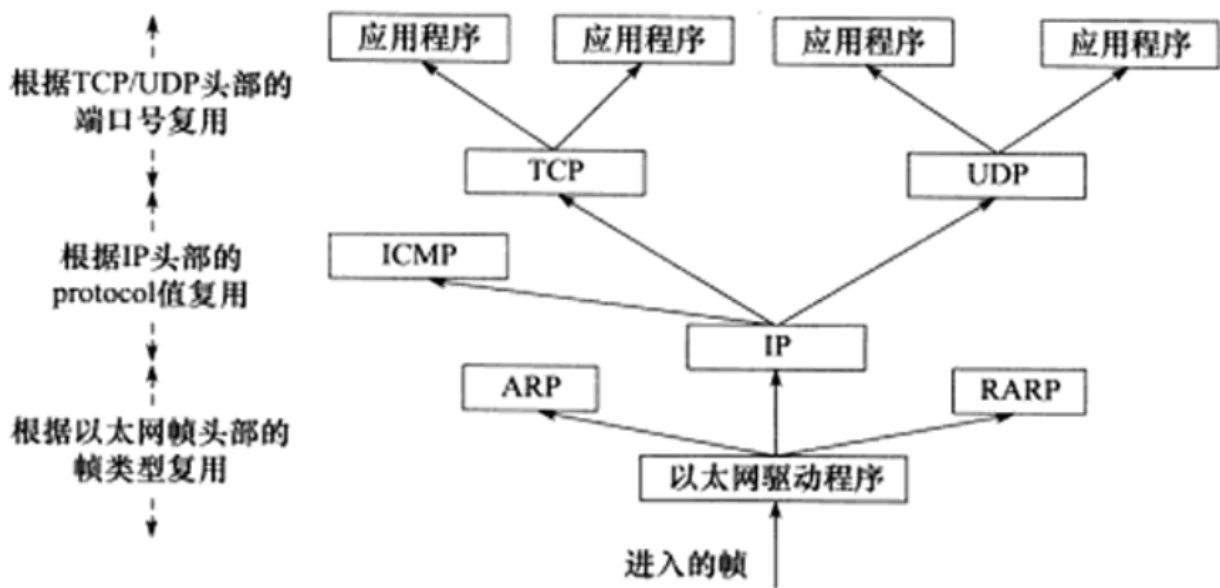 应用程序 应用程序 应用程序 应用程序
根据TCP/UDP头部的
端口号复用
TCP UDP
ICMP
根据IP头部的
protocol值复用
IP
ARP RARP
根据以太网帧头部的
帧类型复用
以太网驱动程序
进入的帧